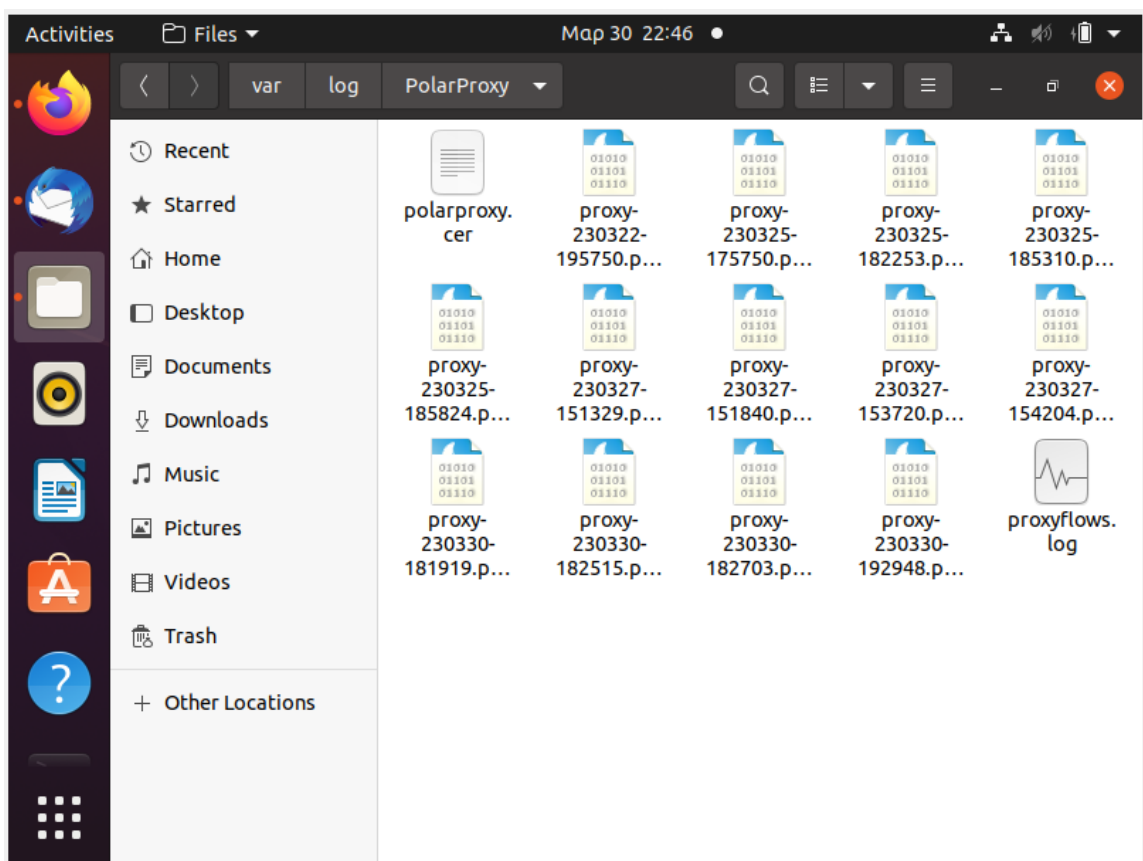 Activities Files Μαρ 30 22:46
var log PolarProxy
Recent
Starred
Home
Desktop
Documents
Downloads
Music
Pictures
Videos
Trash
Other Locations
polarproxy.
cer
proxy-
230322-
195750.p...
proxy-
230325-
175750.p...
proxy-
230325-
182253.p...
proxy-
230325-
185310.p...
proxy-
230325-
185824.p...
proxy-
230327-
151329.p...
proxy-
230327-
151840.p...
proxy-
230327-
153720.p...
proxy-
230327-
154204.p...
proxy-
230330-
181919.p...
proxy-
230330-
182515.p...
proxy-
230330-
182703.p...
proxy-
230330-
192948.p...
proxyflows.
log